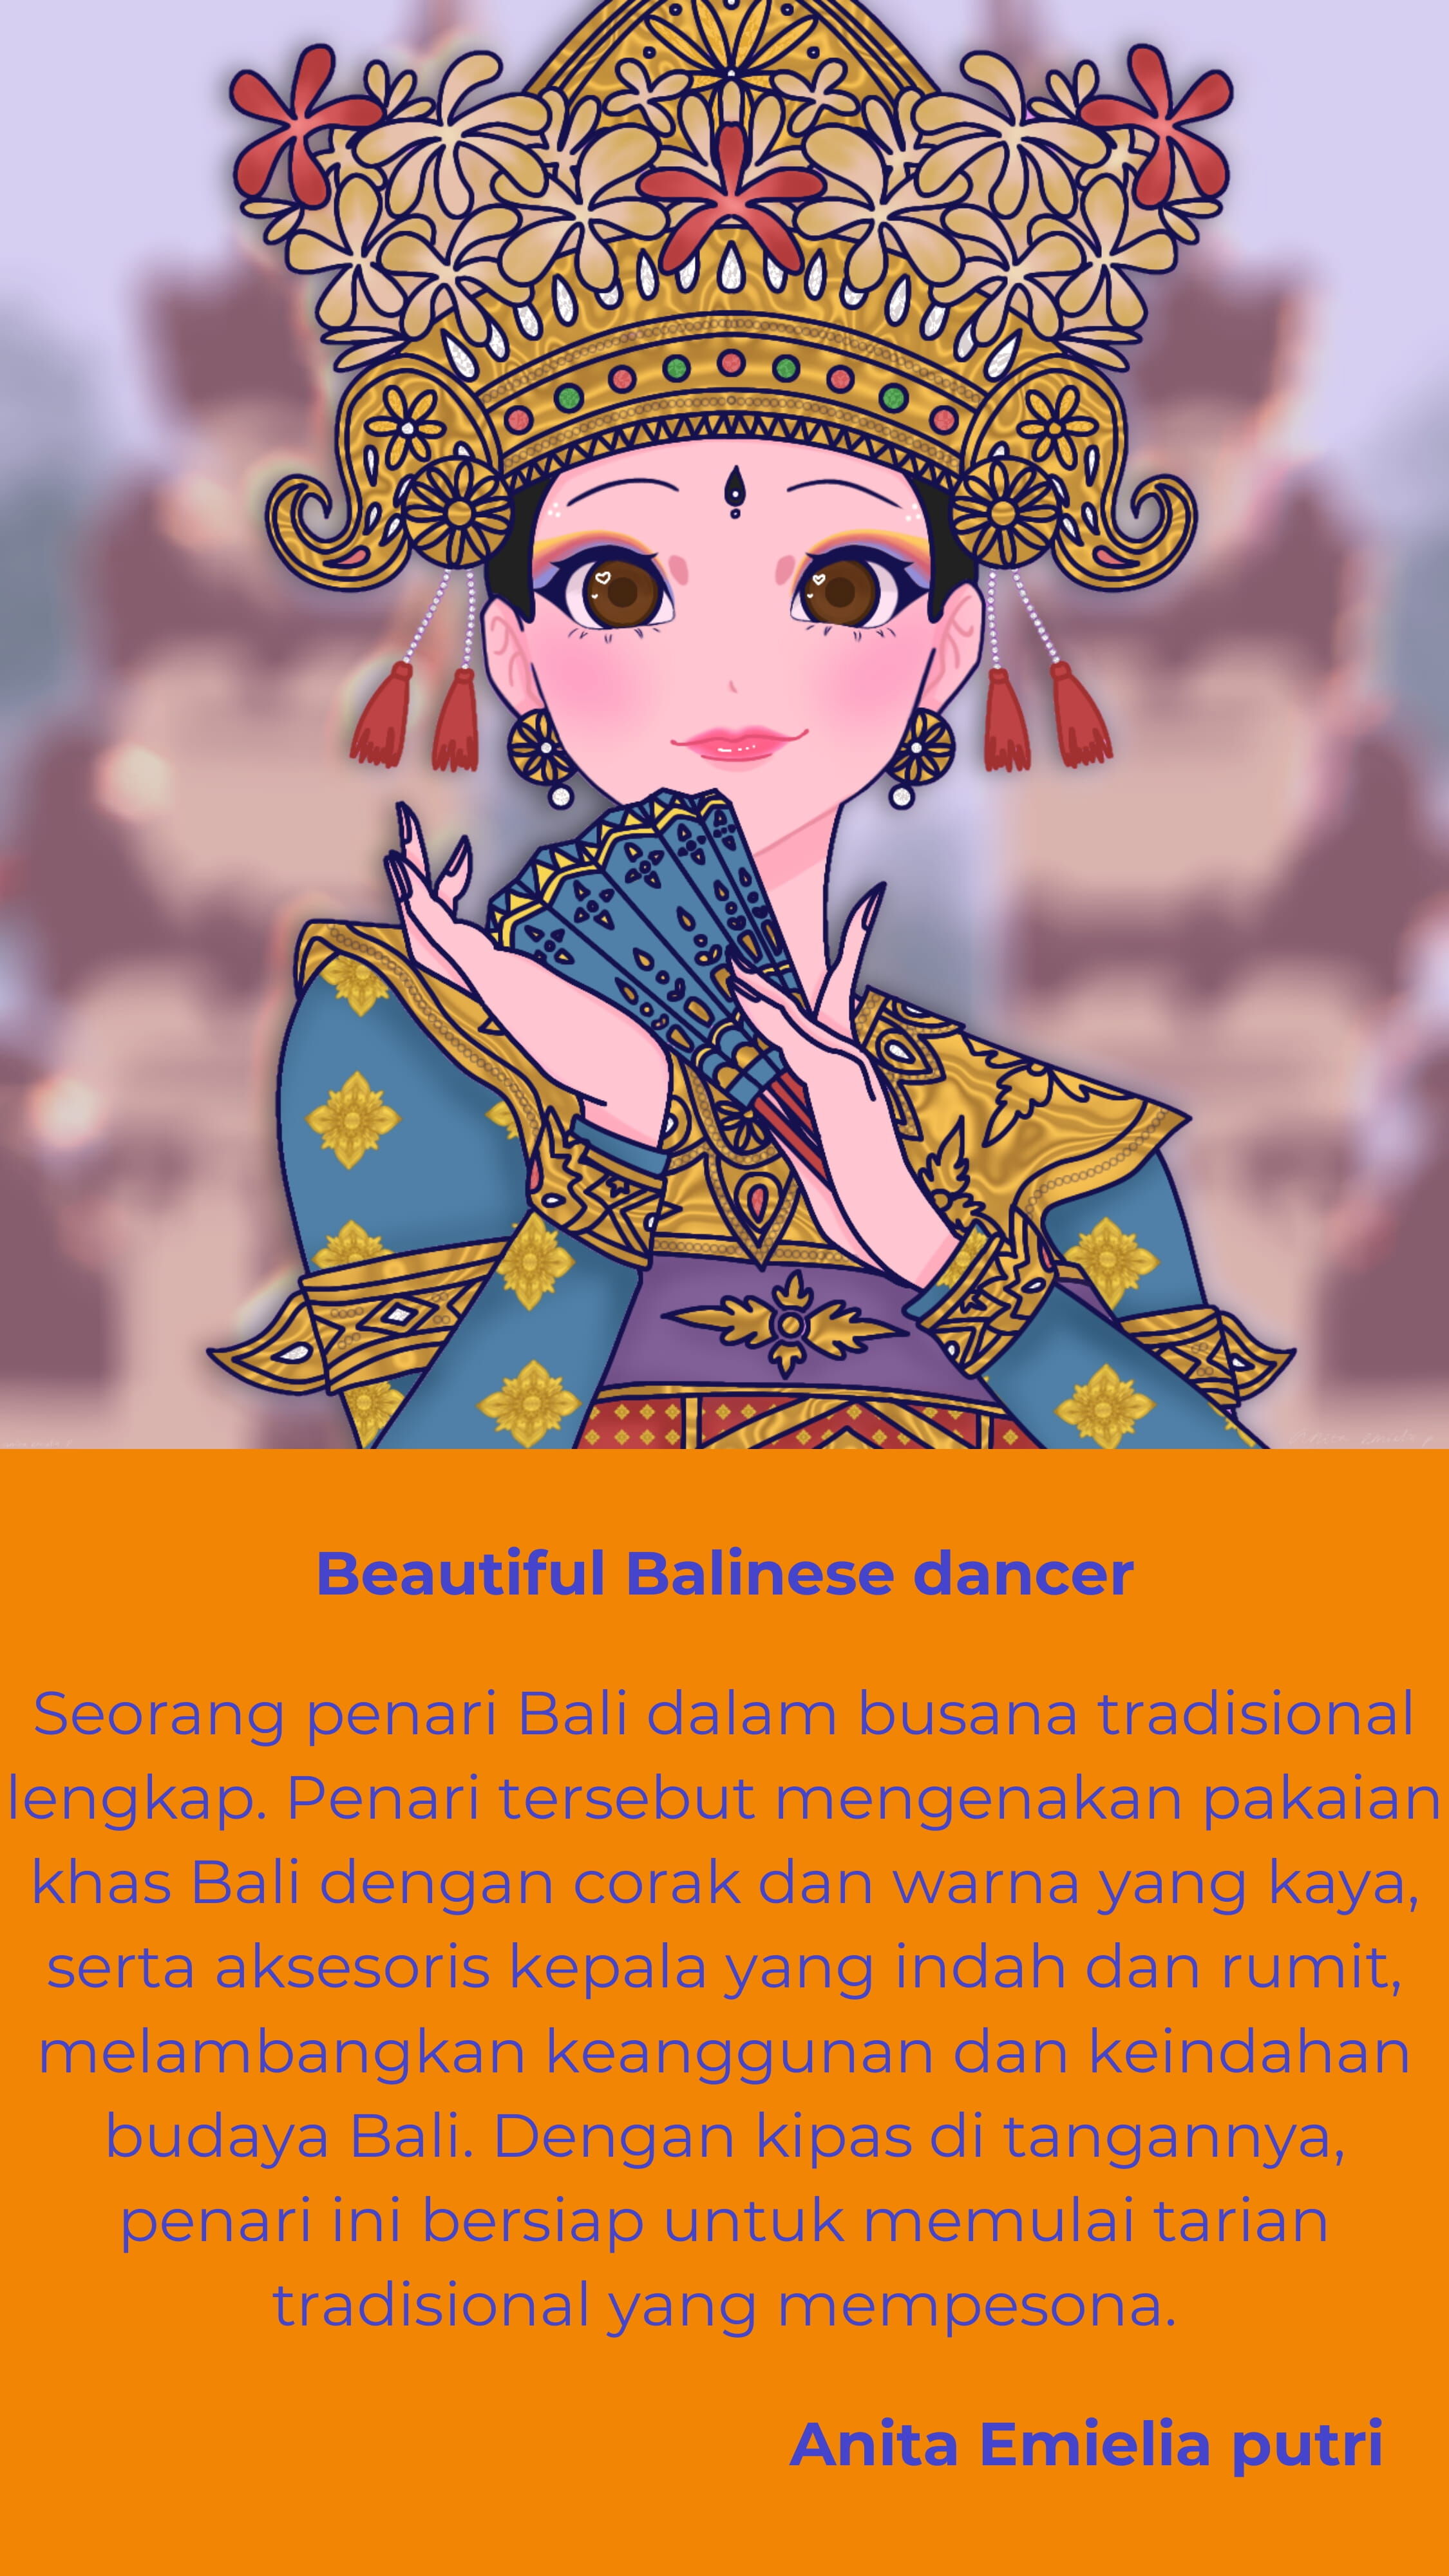 Beautiful Balinese dancer
Seorang penari Bali dalam busana tradisional
lengkap. Penari tersebut mengenakan pakaian
khas Bali dengan corak dan warna yang kaya,
serta aksesoris kepala yang indah dan rumit,
melambangkan keanggunan dan keindahan
budaya Bali. Dengan kipas di tangannya,
penari ini bersiap untuk memulai tarian
tradisional yang mempesona.
Anita Emielia putri